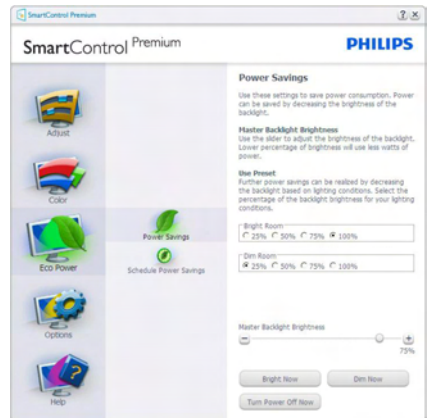 SmartControl Premium
SmartControl Premium
PHILIPS
Adjust
Color
Eco Power
Options
Help
Power Savings
Schedule Power Savings
Power Savings
Use these settings to save power consumption. Power
can be saved by decreasing the brightness of the
backlight.
Master Backlight Brightness
Use the slider to adjust the brightness of the backlight.
Lower percentage of brightness will use less watts of
power.
Use Preset
Further power savings can be realized by decreasing
the backlight based on lighting conditions. Select the
percentage of the backlight brightness for your lighting
conditions.
Bright Room
25% 50% 75% 100%
Dim Room
25% 50% 75% 100%
Master Backlight Brightness
75%
Bright Now Dim Now
Turn Power Off Now